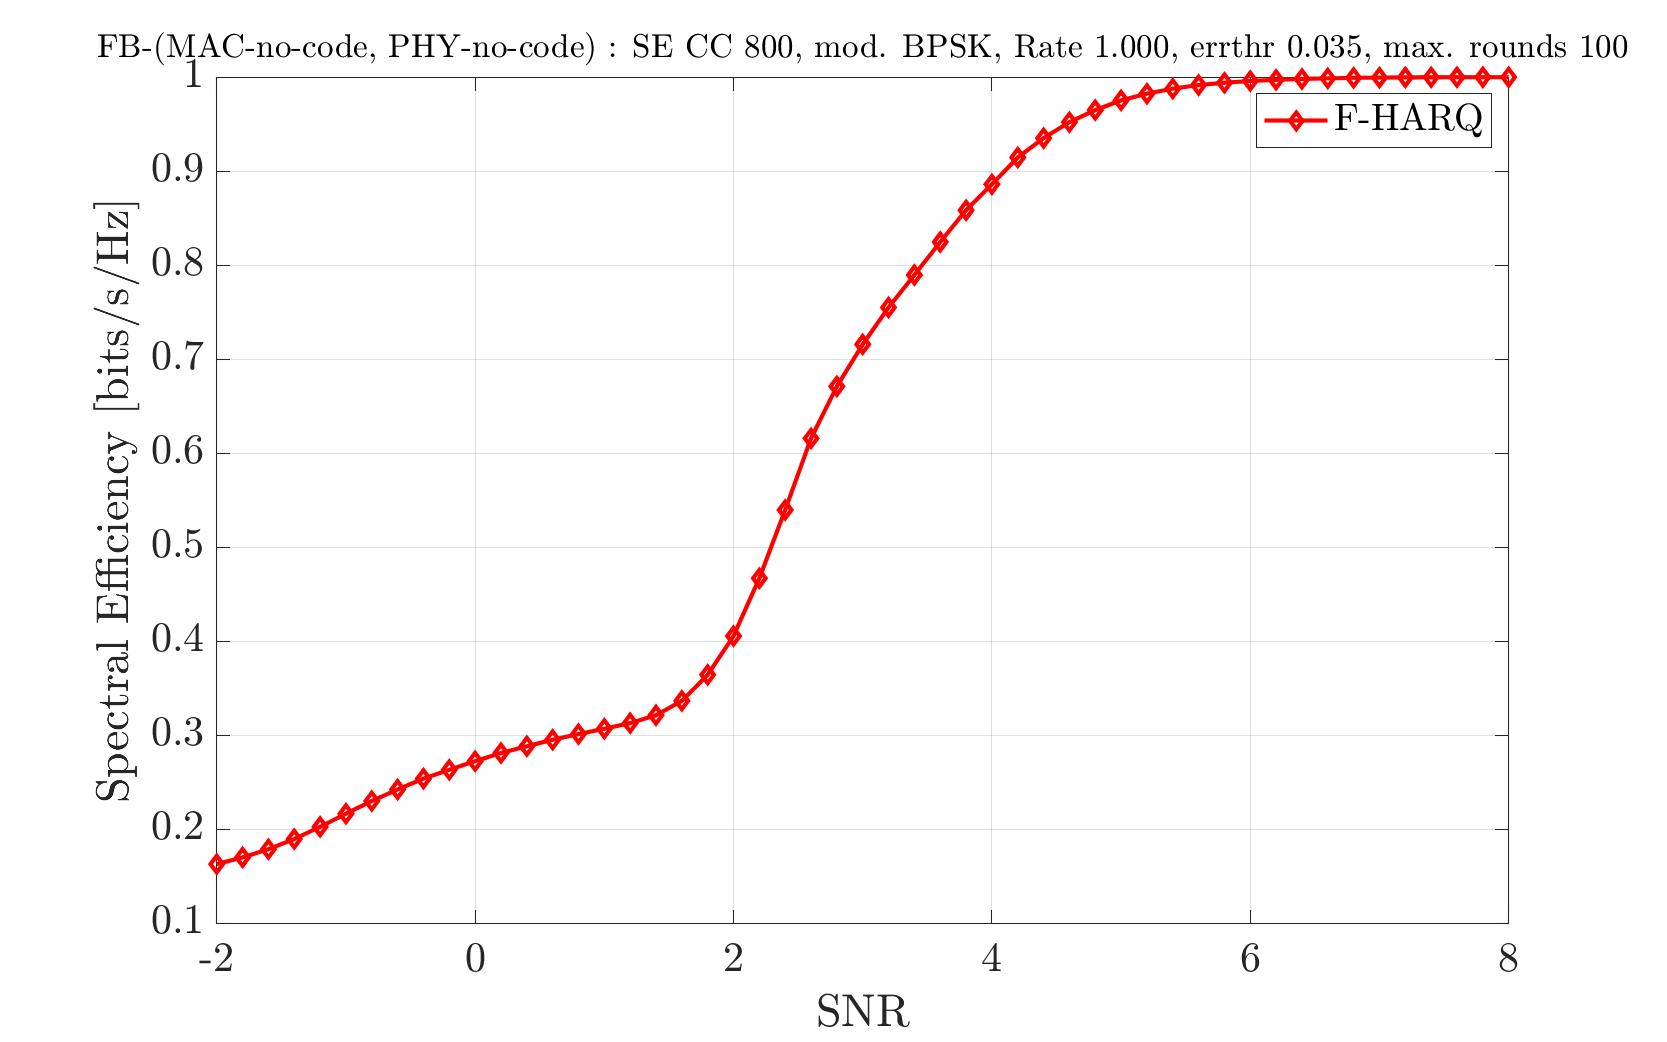 FB-(MAC-no-code, PHY-no-code) : SE CC 800, mod. BPSK, Rate 1.000, errthr 0.035, max. rounds 100
F-HARQ
Spectral Efficiency [bits/s/Hz]
1
0.9
0.8
0.7
0.6
0.5
0.4
0.3
0.2
0.1
-2 0 2 4 6 8
SNR